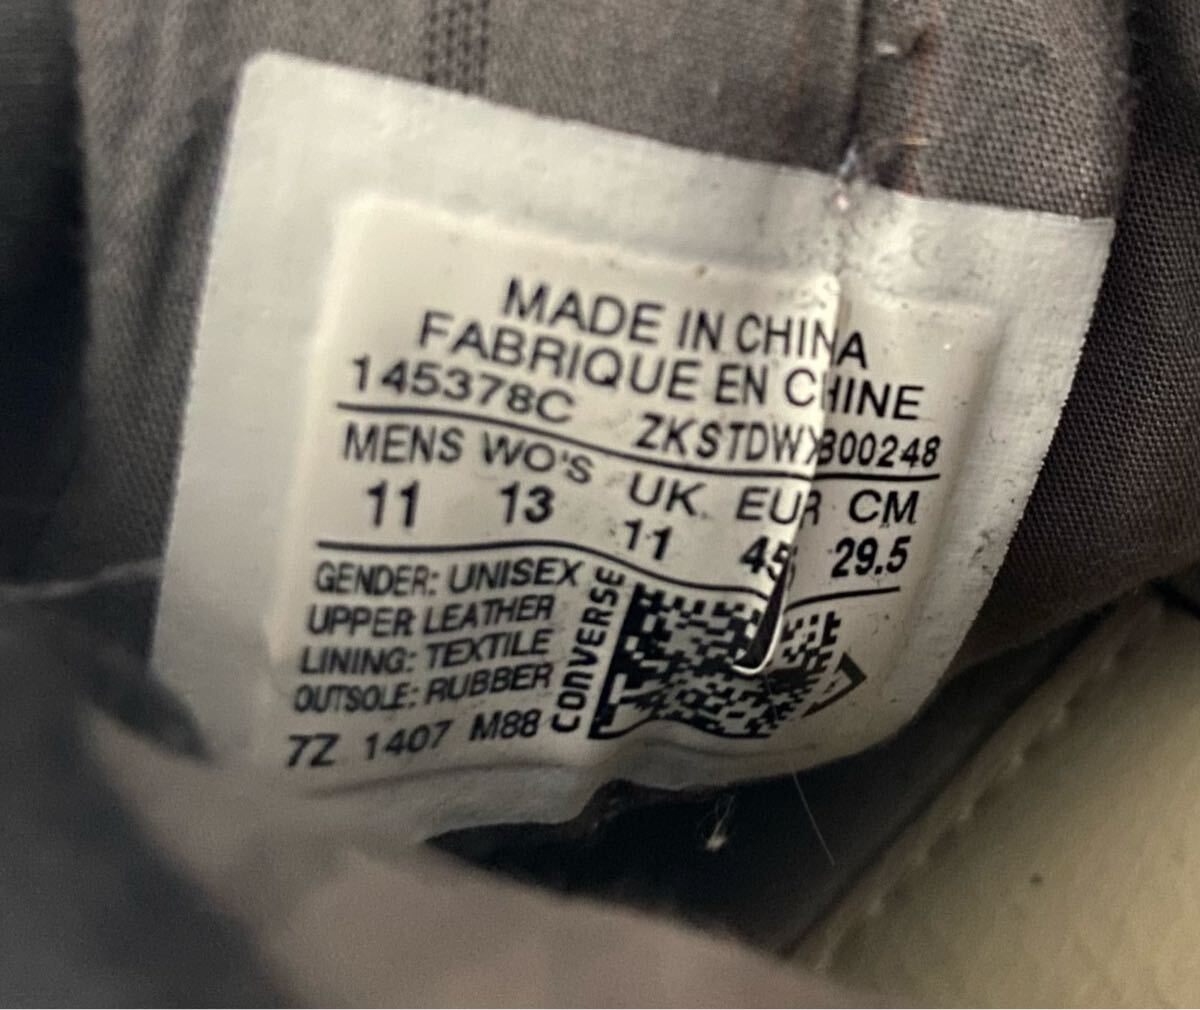 MADE IN CHINA
FABRIQUE EN CHINE
145378C ZKSTDWX300248
MENS WO'S UK EUR CM
11 13 11 45 29.5
GENDER: UNISEX
UPPER LEATHER
LINING: TEXTILE
OUTSOLE: RUBBER
7Z 1407 M88
CONVERSE